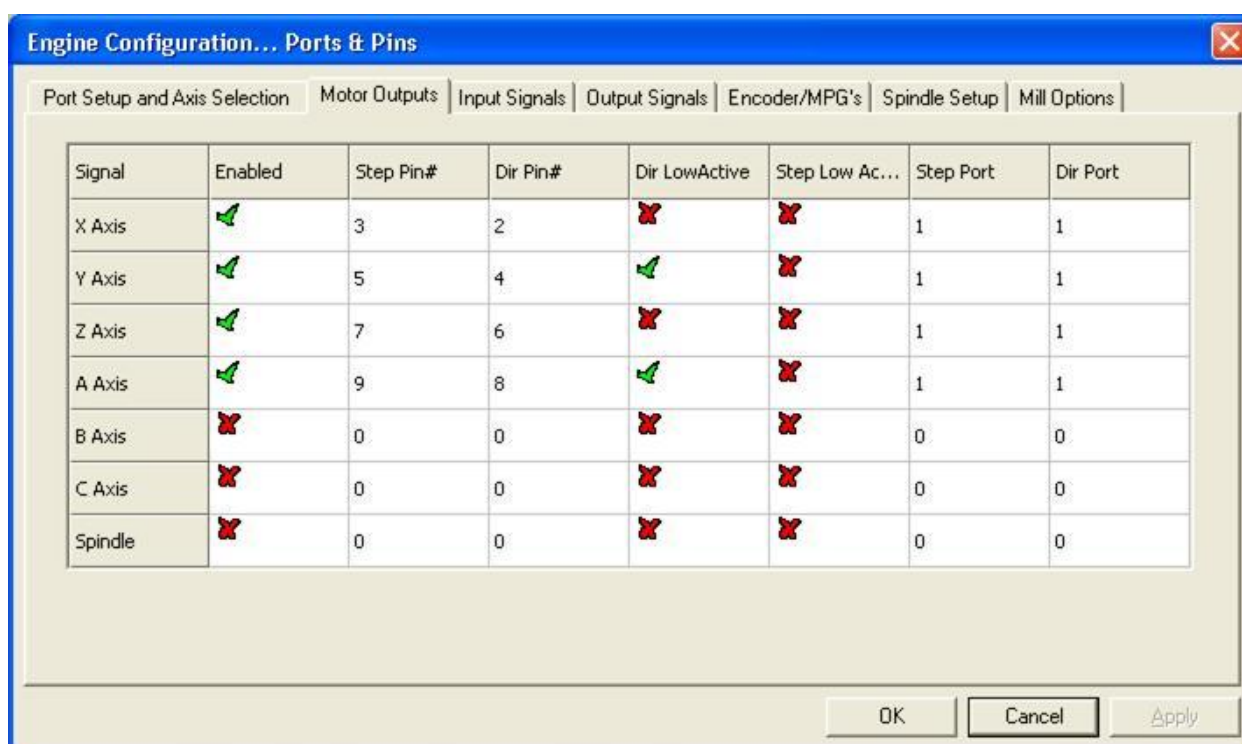 Engine Configuration... Ports & Pins
Port Setup and Axis Selection Motor Outputs Input Signals Output Signals Encoder/MPG's Spindle Setup Mill Options
Signal Enabled Step Pin# Dir Pin# Dir LowActive Step Low Ac... Step Port Dir Port
X Axis 3 2 1 1
Y Axis 5 4 1 1
Z Axis 7 6 1 1
A Axis 9 8 1 1
B Axis 0 0 0 0
C Axis 0 0 0 0
Spindle 0 0 0 0
OK Cancel Apply